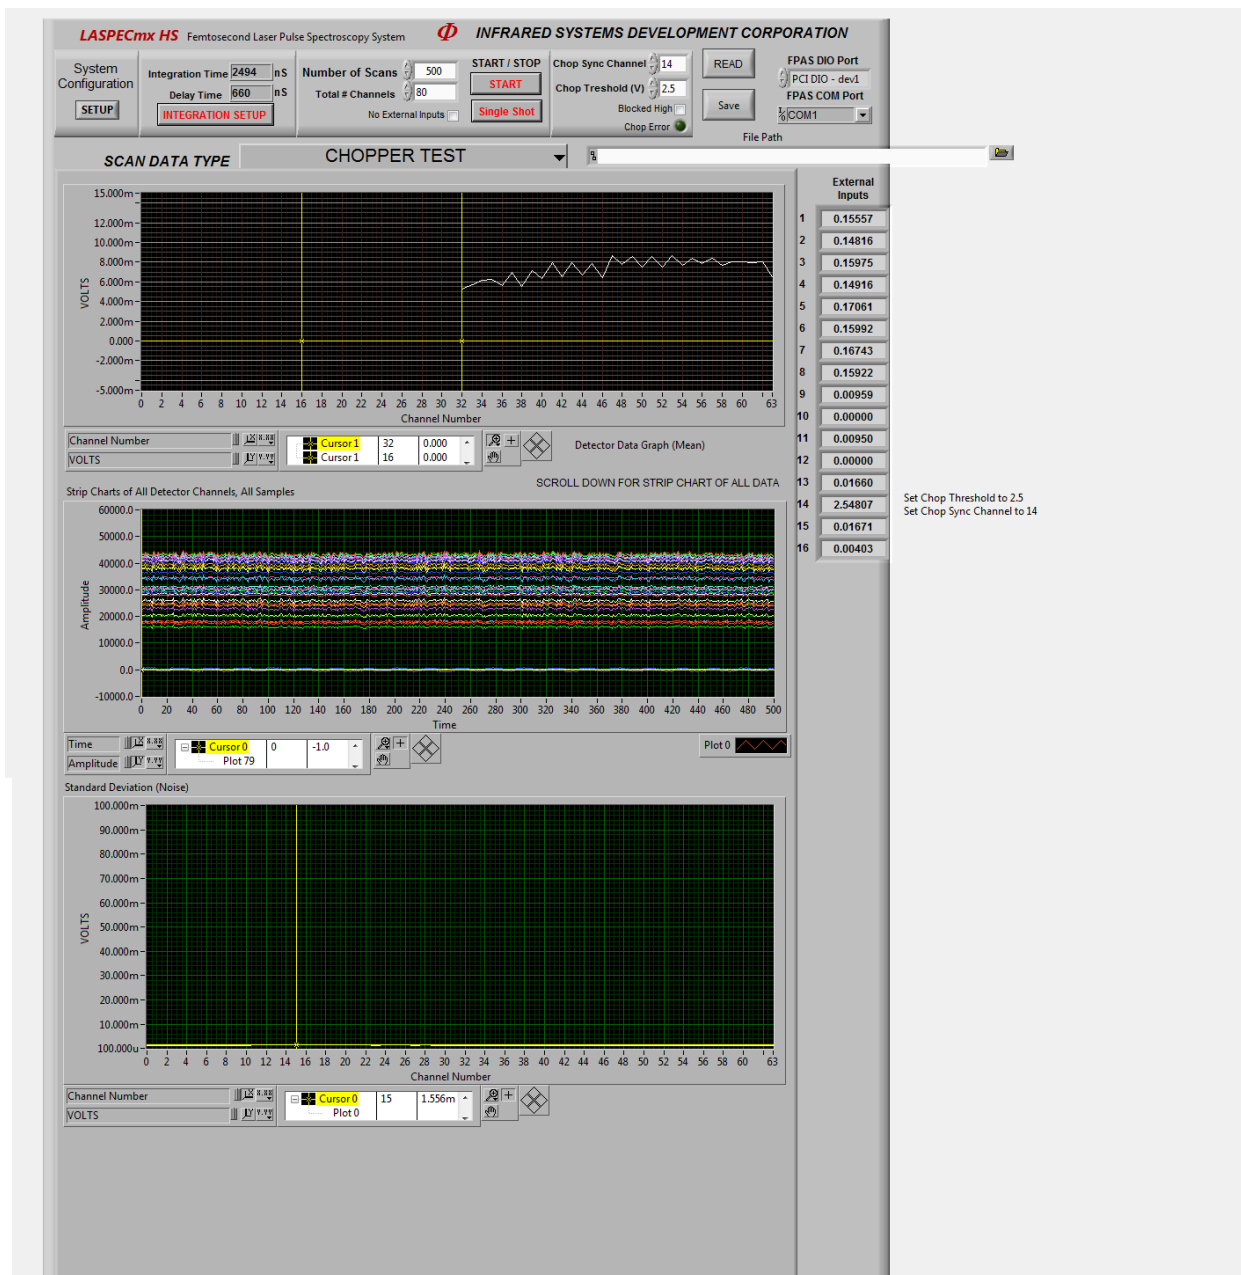 LASPECmx HS Femtosecond Laser Pulse Spectroscopy System Φ INFRARED SYSTEMS DEVELOPMENT CORPORATION
System Configuration
SETUP
Integration Time 2494 nS
Delay Time 660 nS
INTEGRATION SETUP
Number of Scans 500
Total # Channels 80
No External Inputs
START / STOP
START
Single Shot
Chop Sync Channel 14
Chop Treshold (V) 2.5
Blocked High
Chop Error
READ
Save
FPAS DIO Port
PCI DIO - dev1
FPAS COM Port
COM1
File Path
SCAN DATA TYPE CHOPPER TEST
15.000m
12.000m
10.000m
8.000m
6.000m
4.000m
2.000m
0.000
-2.000m
-5.000m
VOLTS
0 2 4 6 8 10 12 14 16 18 20 22 24 26 28 30 32 34 36 38 40 42 44 46 48 50 52 54 56 58 60 63
Channel Number
Channel Number
VOLTS
Cursor 1 32 0.000
Cursor 1 16 0.000
Detector Data Graph (Mean)
SCROLL DOWN FOR STRIP CHART OF ALL DATA
External Inputs
1 0.15557
2 0.14816
3 0.15975
4 0.14916
5 0.17061
6 0.15992
7 0.16743
8 0.15922
9 0.00959
10 0.00000
11 0.00950
12 0.00000
13 0.01660
14 2.54807
15 0.01671
16 0.00403
Set Chop Threshold to 2.5
Set Chop Sync Channel to 14
Strip Charts of All Detector Channels, All Samples
60000.0
50000.0
40000.0
30000.0
20000.0
10000.0
0.0
-10000.0
Amplitude
0 20 40 60 80 100 120 140 160 180 200 220 240 260 280 300 320 340 360 380 400 420 440 460 480 500
Time
Time
Amplitude
Cursor 0 0 -1.0
Plot 79
Plot 0
Standard Deviation (Noise)
100.000m
90.000m
80.000m
70.000m
60.000m
50.000m
40.000m
30.000m
20.000m
10.000m
100.000u
VOLTS
0 2 4 6 8 10 12 14 16 18 20 22 24 26 28 30 32 34 36 38 40 42 44 46 48 50 52 54 56 58 60 63
Channel Number
Channel Number
VOLTS
Cursor 0 15 1.556m
Plot 0